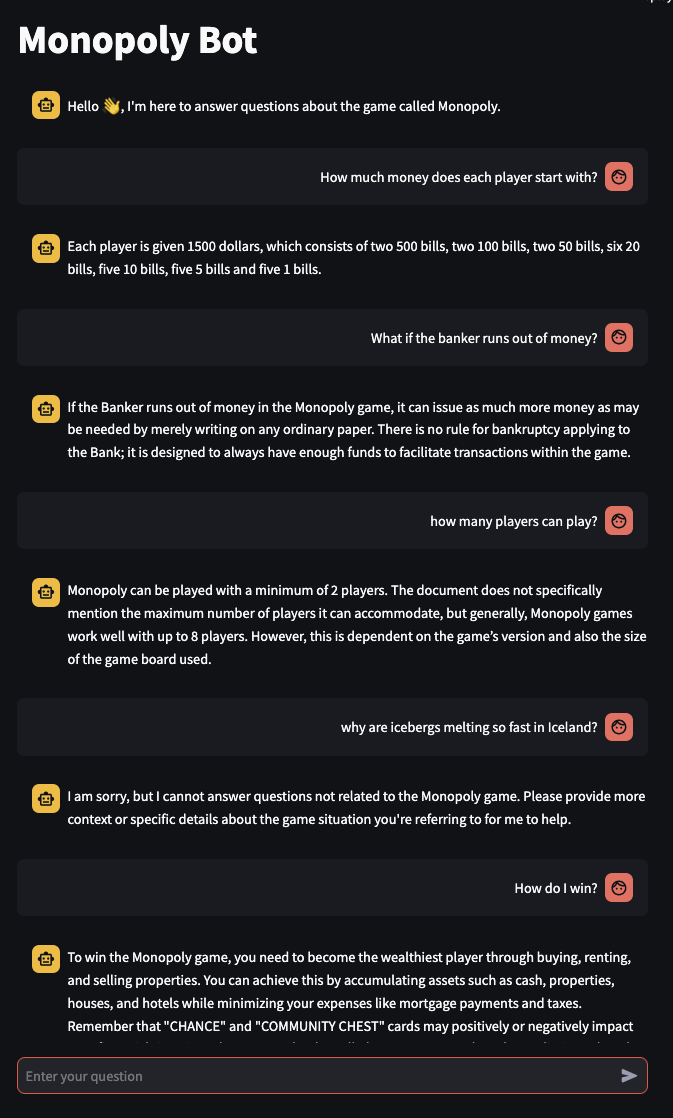 Monopoly Bot
Hello 👋, I'm here to answer questions about the game called Monopoly.
How much money does each player start with?
Each player is given 1500 dollars, which consists of two 500 bills, two 100 bills, two 50 bills, six 20
bills, five 10 bills, five 5 bills and five 1 bills.
What if the banker runs out of money?
If the Banker runs out of money in the Monopoly game, it can issue as much more money as may
be needed by merely writing on any ordinary paper. There is no rule for bankruptcy applying to
the Bank; it is designed to always have enough funds to facilitate transactions within the game.
how many players can play?
Monopoly can be played with a minimum of 2 players. The document does not specifically
mention the maximum number of players it can accommodate, but generally, Monopoly games
work well with up to 8 players. However, this is dependent on the game's version and also the size
of the game board used.
why are icebergs melting so fast in Iceland?
I am sorry, but I cannot answer questions not related to the Monopoly game. Please provide more
context or specific details about the game situation you're referring to for me to help.
How do I win?
To win the Monopoly game, you need to become the wealthiest player through buying, renting,
and selling properties. You can achieve this by accumulating assets such as cash, properties,
houses, and hotels while minimizing your expenses like mortgage payments and taxes.
Remember that "CHANCE" and "COMMUNITY CHEST" cards may positively or negatively impact
Enter your question